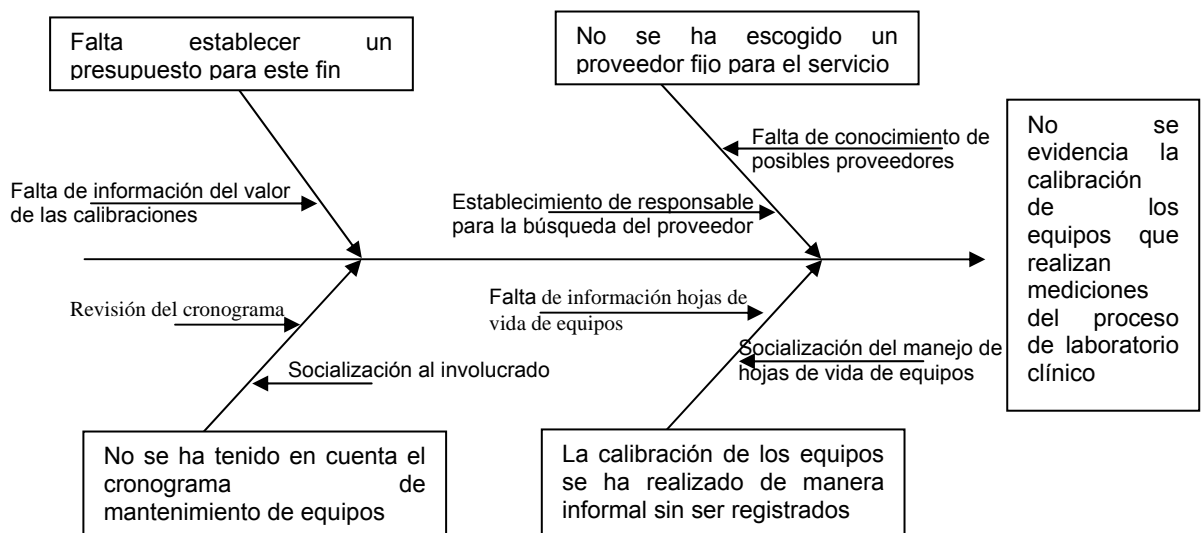 Falta establecer un
presupuesto para este fin
No se ha escogido un
proveedor fijo para el servicio
No se
evidencia la
calibración
de los
equipos que
realizan
mediciones
del proceso
de laboratorio
clínico
Falta de conocimiento de
posibles proveedores
Falta de información del valor
de las calibraciones
Establecimiento de responsable
para la búsqueda del proveedor
Revisión del cronograma
Falta de información hojas de
vida de equipos
Socialización al involucrado
Socialización del manejo de
hojas de vida de equipos
No se ha tenido en cuenta el
cronograma de
mantenimiento de equipos
La calibración de los equipos
se ha realizado de manera
informal sin ser registrados